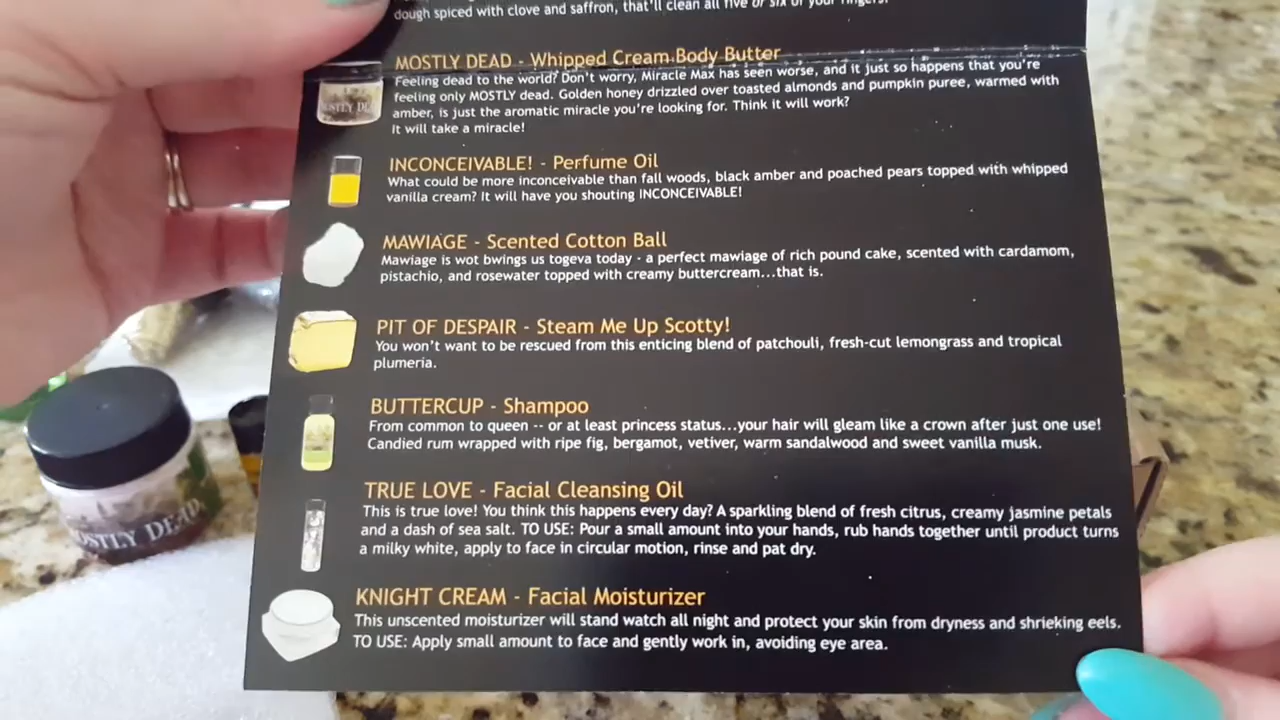 dough spiced with clove and saffron, that'll clean all five or six of your fingers!
MOSTLY DEAD - Whipped Cream Body Butter
Feeling dead to the world? Don't worry, Miracle Max has seen worse, and it just so happens that you're
feeling only MOSTLY dead. Golden honey drizzled over toasted almonds and pumpkin puree, warmed with
amber, is just the aromatic miracle you're looking for. Think it will work?
It will take a miracle!
INCONCEIVABLE! - Perfume Oil
What could be more inconceivable than fall woods, black amber and poached pears topped with whipped
vanilla cream? It will have you shouting INCONCEIVABLE!
MAWIAGE - Scented Cotton Ball
Mawiage is wot bwings us togeva today - a perfect mawiage of rich pound cake, scented with cardamom,
pistachio, and rosewater topped with creamy buttercream...that is.
PIT OF DESPAIR - Steam Me Up Scotty!
You won't want to be rescued from this enticing blend of patchouli, fresh-cut lemongrass and tropical
plumeria.
BUTTERCUP - Shampoo
From common to queen -- or at least princess status...your hair will gleam like a crown after just one use!
Candied rum wrapped with ripe fig, bergamot, vetiver, warm sandalwood and sweet vanilla musk.
TRUE LOVE - Facial Cleansing Oil
This is true love! You think this happens every day? A sparkling blend of fresh citrus, creamy jasmine petals
and a dash of sea salt. TO USE: Pour a small amount into your hands, rub hands together until product turns
a milky white, apply to face in circular motion, rinse and pat dry.
KNIGHT CREAM - Facial Moisturizer
This unscented moisturizer will stand watch all night and protect your skin from dryness and shrieking eels.
TO USE: Apply small amount to face and gently work in, avoiding eye area.
MOSTLY DEAD